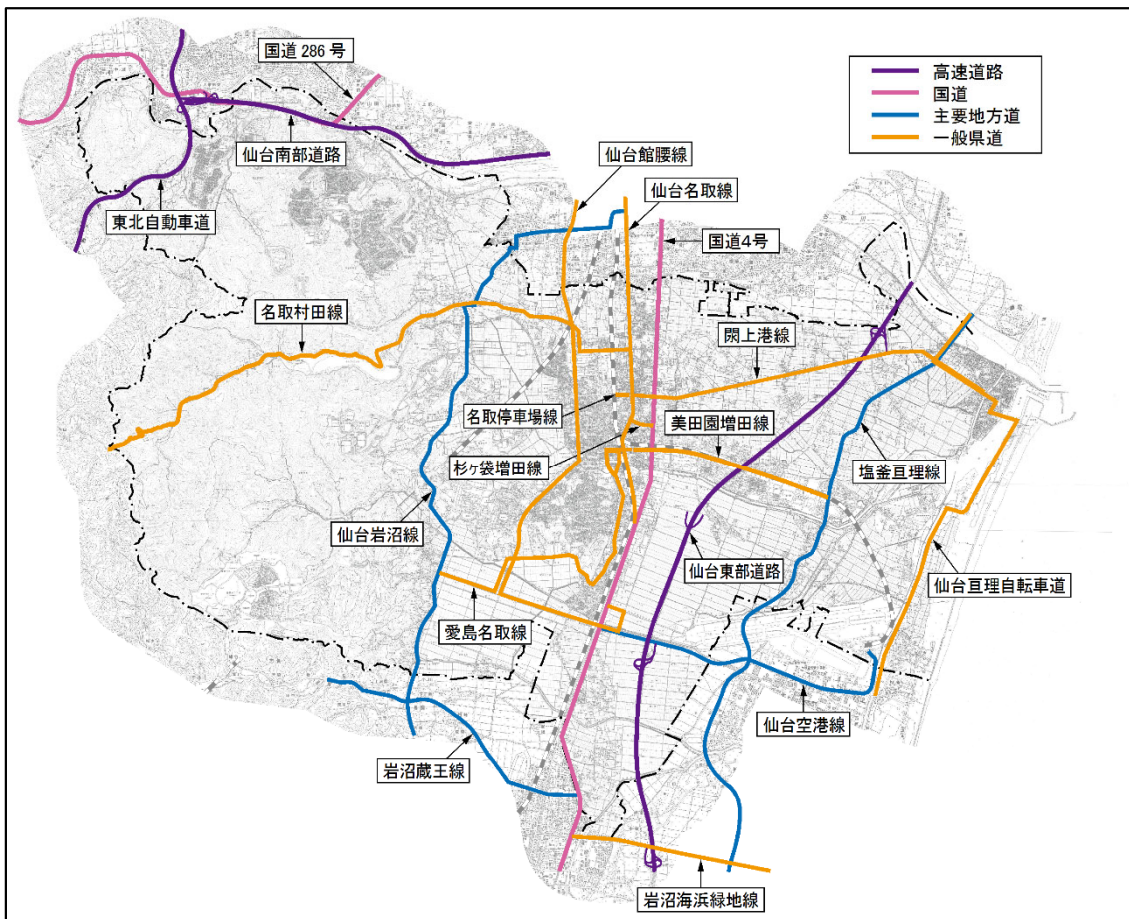 国道286号
高速道路
国道
主要地方道
一般県道
仙台南部道路
仙台館腰線
仙台名取線
東北自動車道
国道4号
名取村田線
閖上港線
名取停車場線
美田園増田線
杉ヶ袋増田線
塩釜亘理線
仙台岩沼線
仙台東部道路
仙台亘理自転車道
愛島名取線
仙台空港線
岩沼蔵王線
岩沼海浜緑地線